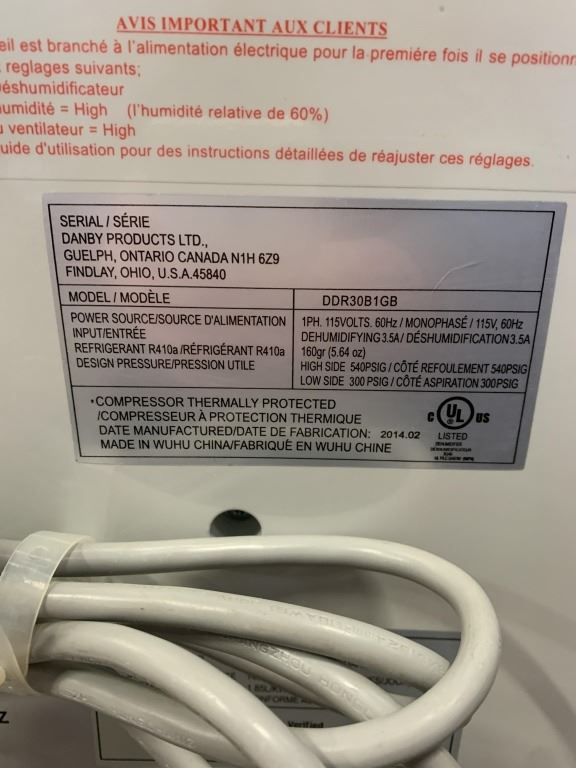 AVIS IMPORTANT AUX CLIENTS
eil est branché à l'alimentation électrique pour la première fois il se positionn
reglages suivants;
éshumidificateur
umidité = High (l'humidité relative de 60%)
ventilateur = High
uide d'utilisation pour des instructions détaillées de réajuster ces réglages.
SERIAL / SÉRIE
DANBY PRODUCTS LTD.,
GUELPH, ONTARIO CANADA N1H 6Z9
FINDLAY, OHIO, U.S.A.45840
MODEL / MODÈLE DDR30B1GB
POWER SOURCE/SOURCE D'ALIMENTATION 1PH. 115VOLTS. 60Hz / MONOPHASÉ / 115V, 60Hz
INPUT/ENTRÉE DEHUMIDIFYING 3.5A / DÉSHUMIDIFICATION 3.5A
REFRIGERANT R410a /RÉFRIGÉRANT R410a 160gr (5.64 oz)
DESIGN PRESSURE/PRESSION UTILE HIGH SIDE 540PSIG / CÔTÉ REFOULEMENT 540PSIG
LOW SIDE 300 PSIG / CÔTÉ ASPIRATION 300PSIG
*COMPRESSOR THERMALLY PROTECTED
/COMPRESSEUR À PROTECTION THERMIQUE
DATE MANUFACTURED/DATE DE FABRICATION: 2014.02
MADE IN WUHU CHINA/FABRIQUÉ EN WUHU CHINE
C UL US
LISTED
Verified
Z